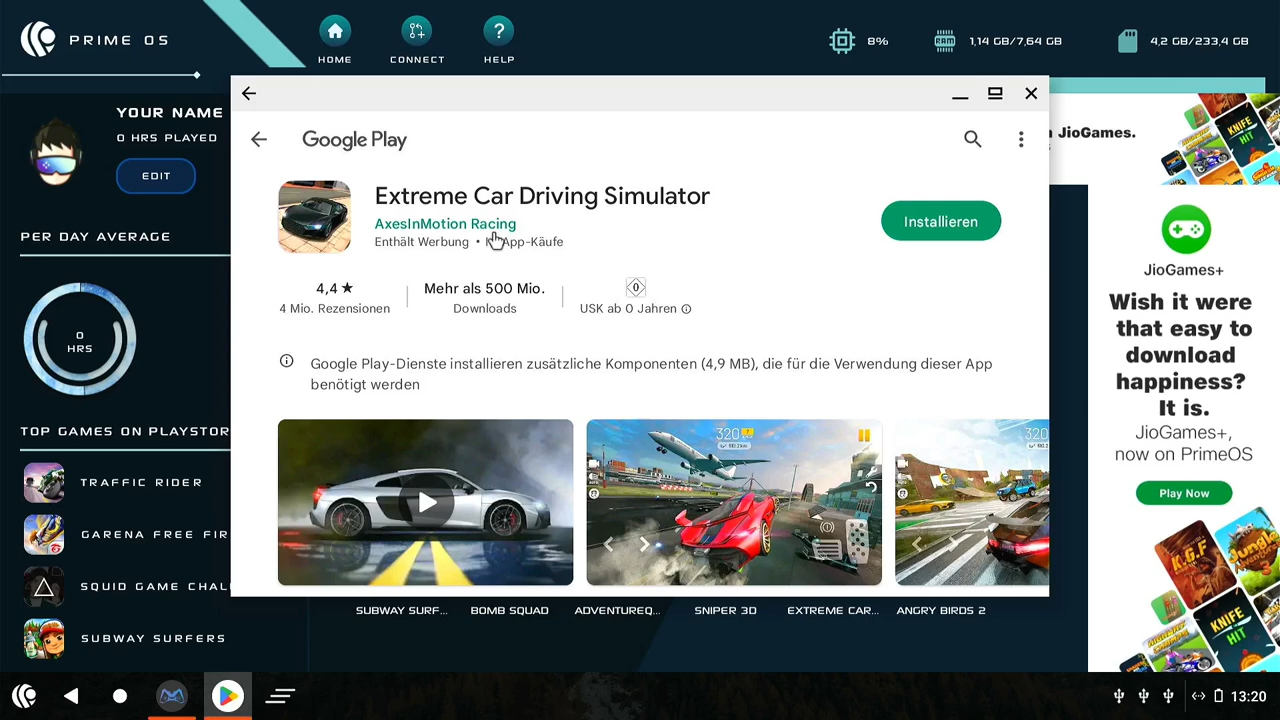 PRIME OS
HOME
CONNECT
HELP
8%
1,14 GB/7,64 GB
4,2 GB/233,4 GB
YOUR NAME
0 HRS PLAYED
EDIT
PER DAY AVERAGE
0
HRS
TOP GAMES ON PLAYSTOR
TRAFFIC RIDER
GARENA FREE FIR
SQUID GAME CHAL
SUBWAY SURFERS
Google Play
Extreme Car Driving Simulator
AxesInMotion Racing
Enthält Werbung • In-App-Käufe
Installieren
4,4 ★
4 Mio. Rezensionen
Mehr als 500 Mio.
Downloads
0
USK ab 0 Jahren
Google Play-Dienste installieren zusätzliche Komponenten (4,9 MB), die für die Verwendung dieser App
benötigt werden
320
320
SUBWAY SURF...
BOMB SQUAD
ADVENTUREQ...
SNIPER 3D
EXTREME CAR...
ANGRY BIRDS 2
JioGames.
KNIFE
HIT
JioGames+
Wish it were
that easy to
download
happiness?
It is.
JioGames+,
now on PrimeOS
Play Now
K.G.F
Jungle
KNIFE
HIT
13:20